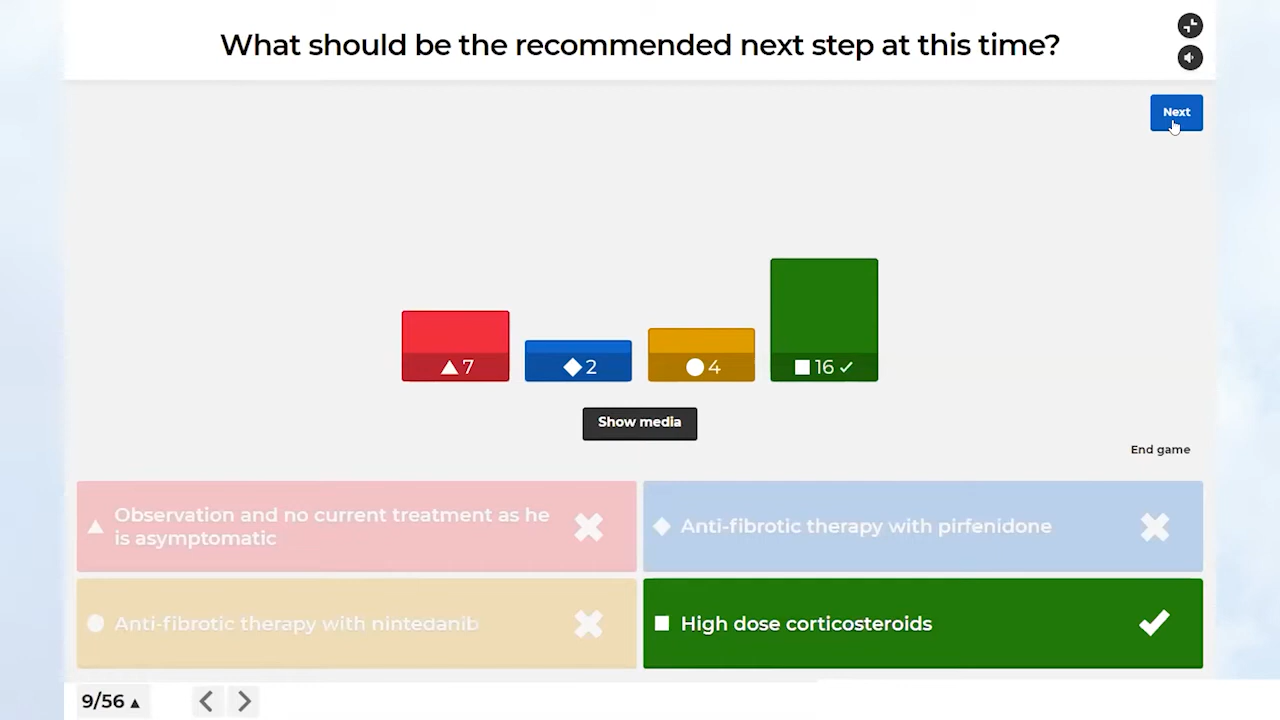 What should be the recommended next step at this time?
Next
7
2
4
16
Show media
End game
Observation and no current treatment as he
is asymptomatic
Anti-fibrotic therapy with pirfenidone
Anti-fibrotic therapy with nintedanib
High dose corticosteroids
9/56